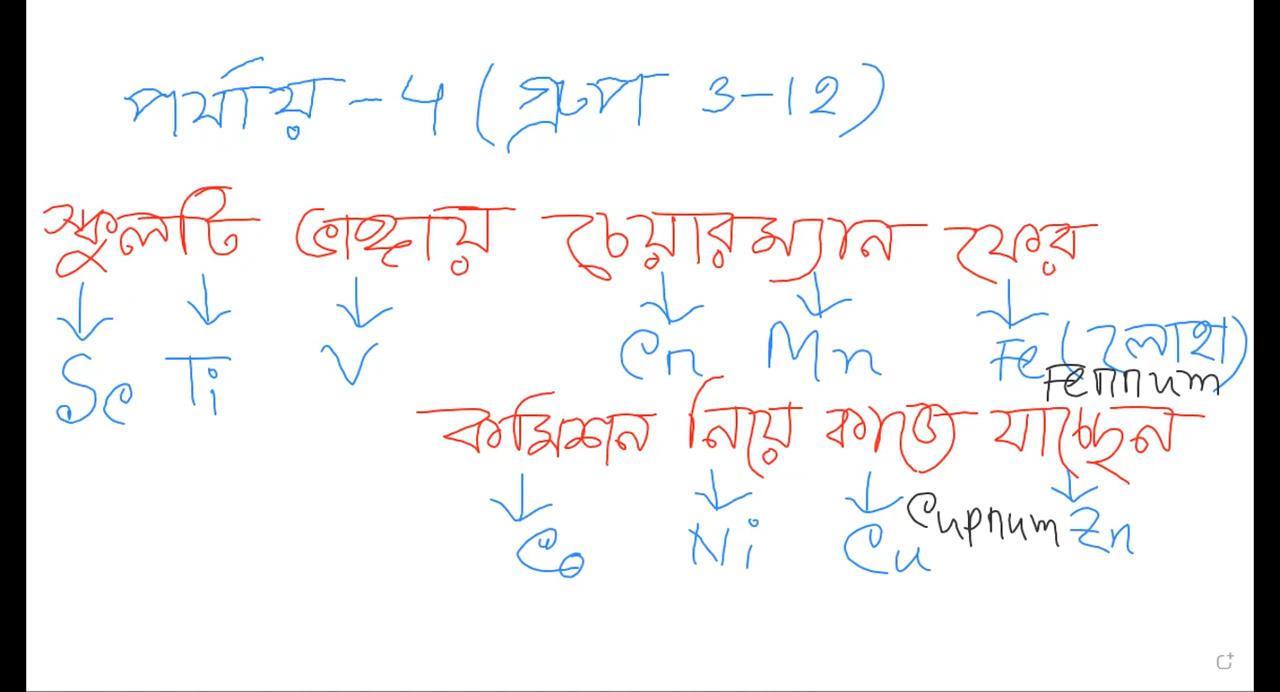 পর্যায় - 4 (গ্রুপ 3-12)
স্কুলটি ভাঙ্গায় চেয়ারম্যান ফের
Sc Ti V Cr Mn Fe (লোহা)
Ferrum
কমিশন নিয়ে কাজে যাচ্ছেন
Co Ni Cu Cuprum Zn